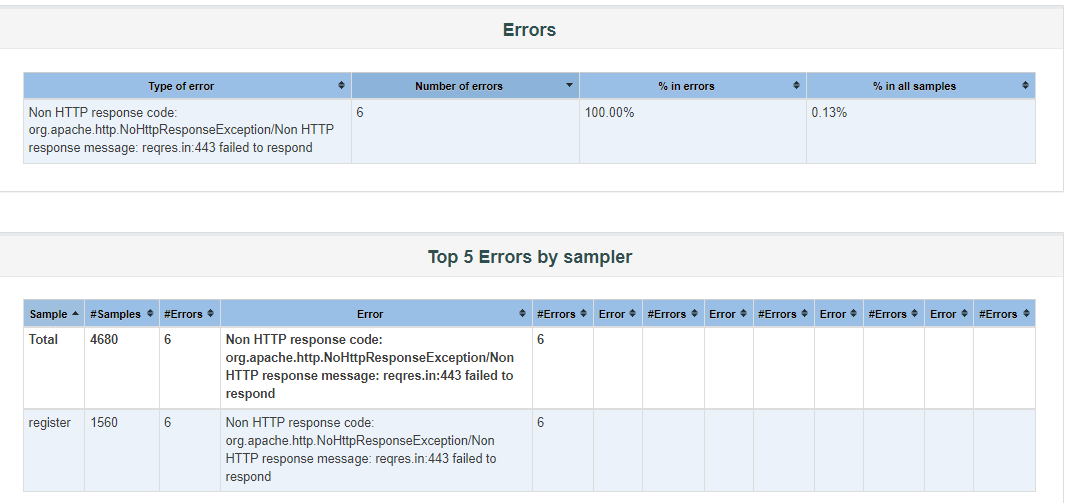 Errors
Type of error Number of errors % in errors % in all samples
Non HTTP response code: 6 100.00% 0.13%
org.apache.http.NoHttpResponseException/Non HTTP
response message: reqres.in:443 failed to respond
Top 5 Errors by sampler
Sample #Samples #Errors Error #Errors Error #Errors Error #Errors Error #Errors Error #Errors
Total 4680 6 Non HTTP response code: 6
org.apache.http.NoHttpResponseException/Non
HTTP response message: reqres.in:443 failed to
respond
register 1560 6 Non HTTP response code: 6
org.apache.http.NoHttpResponseException/Non
HTTP response message: reqres.in:443 failed to
respond